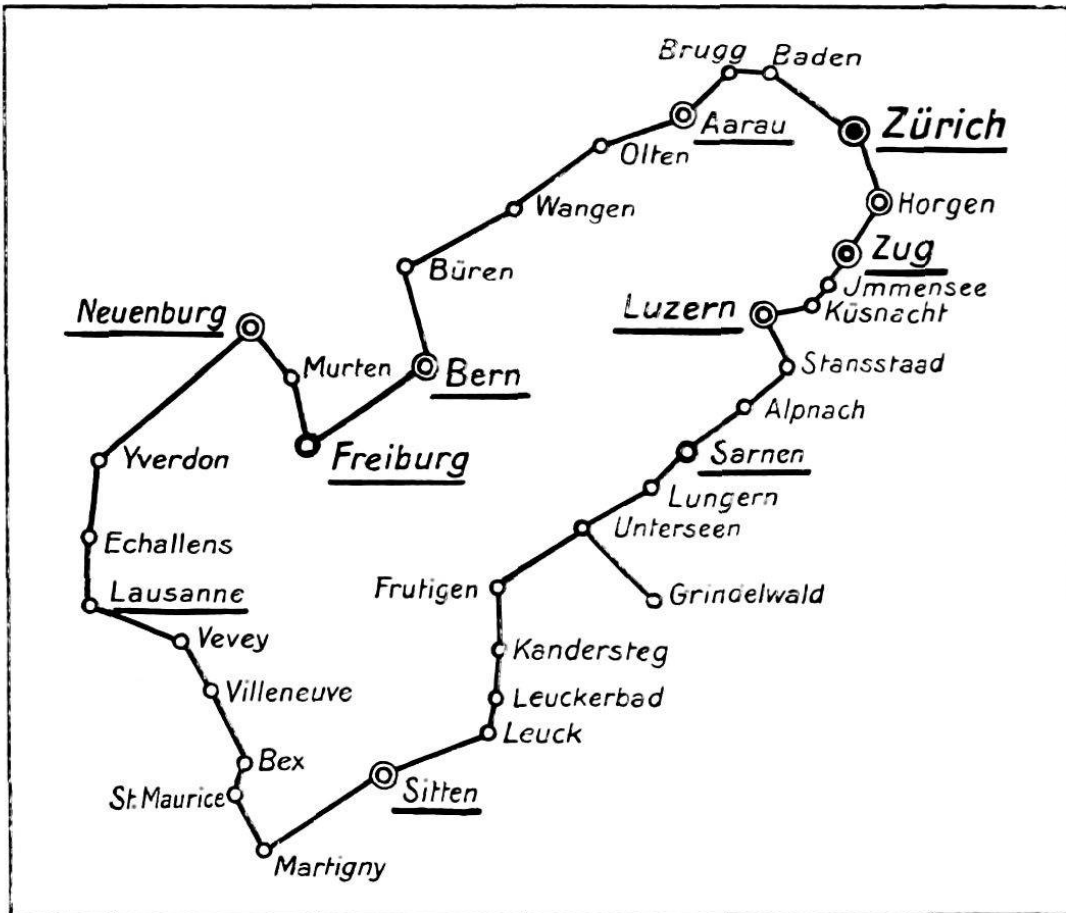 Brugg
Baden
Aarau
Zürich
Olten
Wangen
Horgen
Büren
Zug
Jmmensee
Neuenburg
Luzern
Küsnacht
Murten
Bern
Stansstaad
Alpnach
Yverdon
Freiburg
Sarnen
Lungern
Unterseen
Echallens
Frutigen
Grindelwald
Lausanne
Vevey
Kandersteg
Villeneuve
Leuckerbad
Leuck
Bex
St. Maurice
Sitten
Martigny